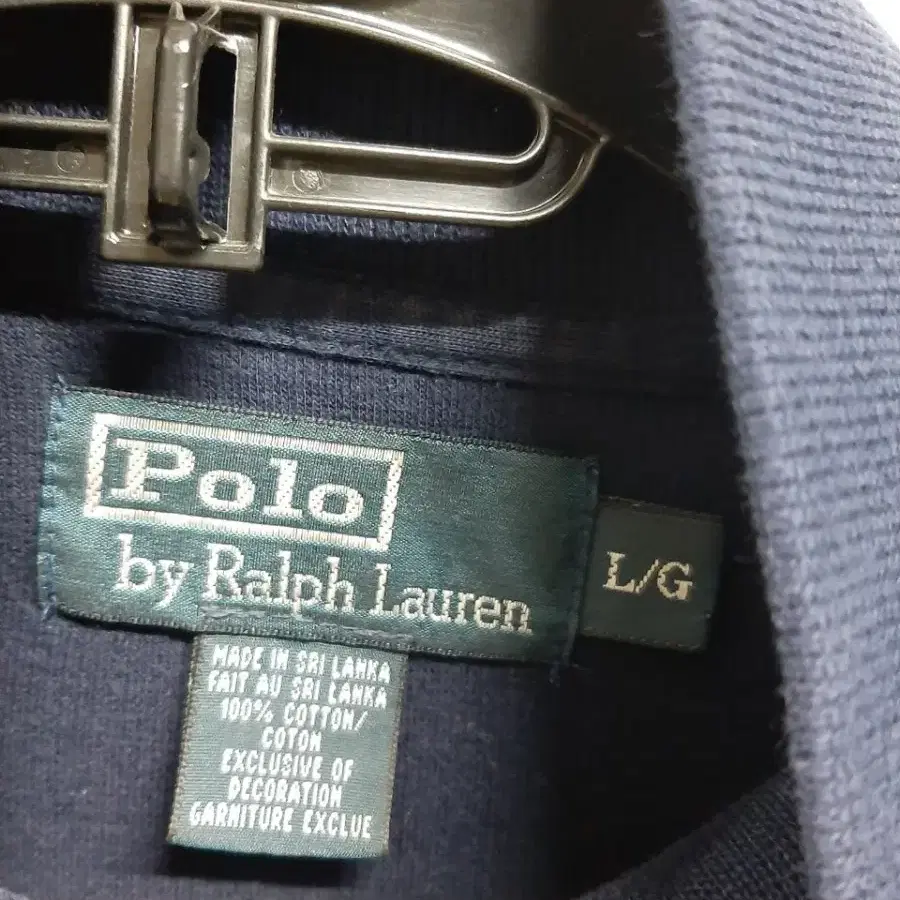 Polo
by Ralph Lauren
L/G
MADE IN SRI LANKA
FAIT AU SRI LANKA
100% COTTON/
COTON
EXCLUSIVE OF
DECORATION
GARNITURE EXCLUE